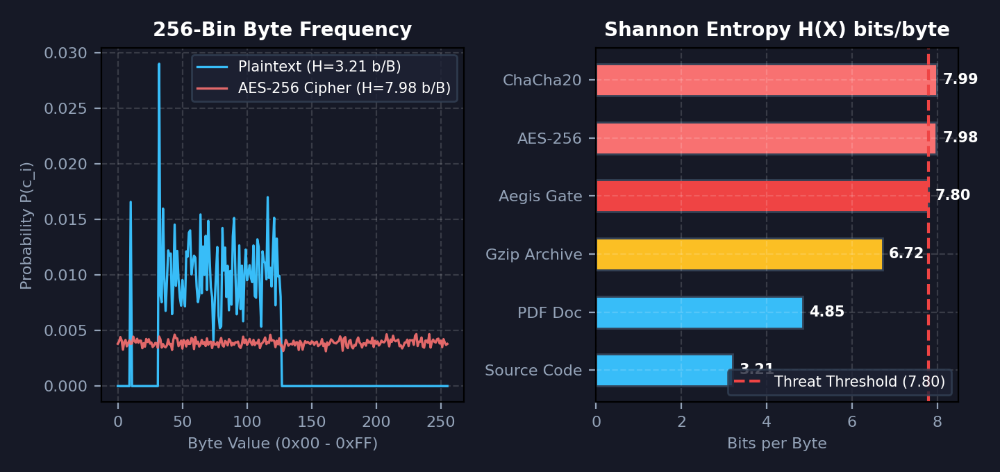 256-Bin Byte Frequency
Probability P(c_i)
0.030
0.025
0.020
0.015
0.010
0.005
0.000
Plaintext (H=3.21 b/B)
AES-256 Cipher (H=7.98 b/B)
0 50 100 150 200 250
Byte Value (0x00 - 0xFF)
Shannon Entropy H(X) bits/byte
ChaCha20 7.99
AES-256 7.98
Aegis Gate 7.80
Gzip Archive 6.72
PDF Doc 4.85
Source Code 3.21
Threat Threshold (7.80)
0 2 4 6 8
Bits per Byte